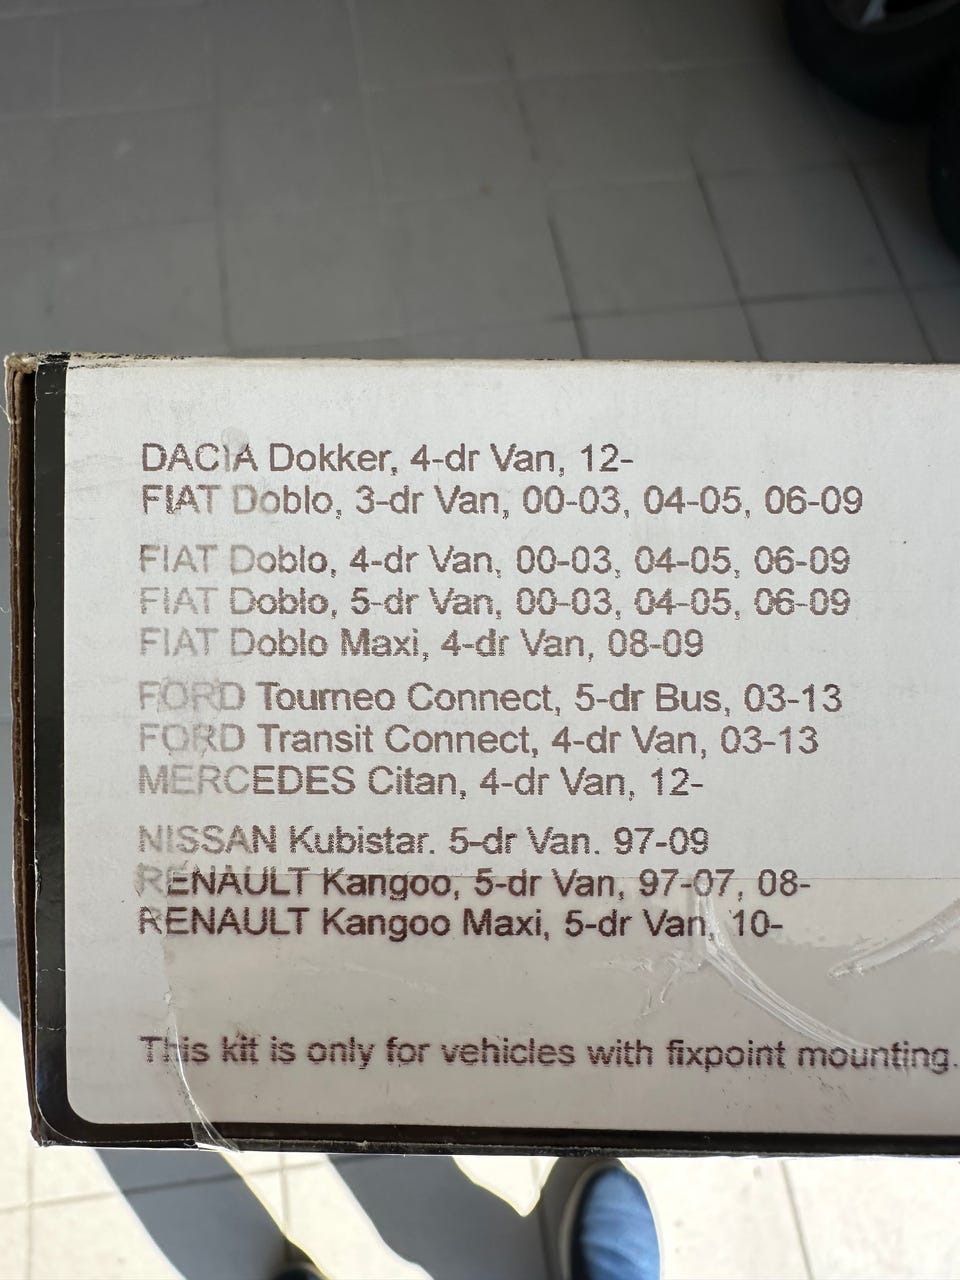 DACIA Dokker, 4-dr Van, 12-
FIAT Doblo, 3-dr Van, 00-03, 04-05, 06-09
FIAT Doblo, 4-dr Van, 00-03, 04-05, 06-09
FIAT Doblo, 5-dr Van, 00-03, 04-05, 06-09
FIAT Doblo Maxi, 4-dr Van, 08-09
FORD Tourneo Connect, 5-dr Bus, 03-13
FORD Transit Connect, 4-dr Van, 03-13
MERCEDES Citan, 4-dr Van, 12-
NISSAN Kubistar. 5-dr Van. 97-09
RENAULT Kangoo, 5-dr Van, 97-07, 08-
RENAULT Kangoo Maxi, 5-dr Van, 10-
This kit is only for vehicles with fixpoint mounting.